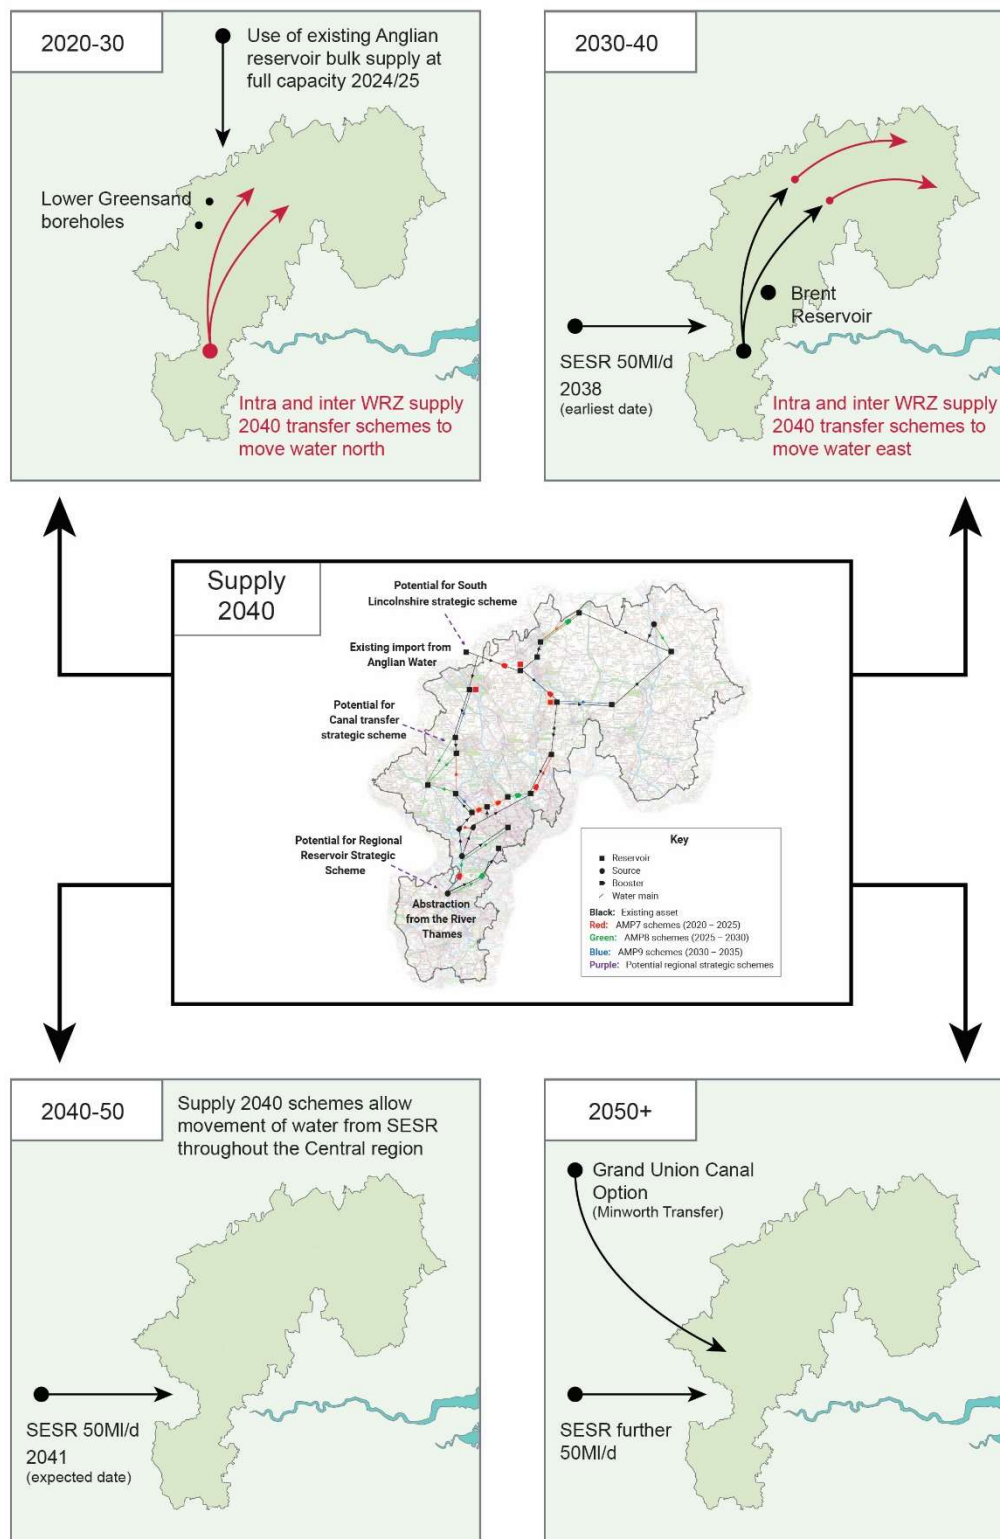 2020-30
Use of existing Anglian
reservoir bulk supply at
full capacity 2024/25
Lower Greensand
boreholes
Intra and inter WRZ supply
2040 transfer schemes to
move water north
2030-40
Brent
Reservoir
SESR 50Ml/d
2038
(earliest date)
Intra and inter WRZ supply
2040 transfer schemes to
move water east
Supply
2040
Potential for South
Lincolnshire strategic scheme
Existing import from
Anglian Water
Potential for
Canal transfer
strategic scheme
Potential for Regional
Reservoir Strategic
Scheme
Abstraction
from the River
Thames
Key
Reservoir
Source
Booster
Water main
Black: Existing asset
Red: AMP7 schemes (2020 – 2025)
Green: AMP8 schemes (2025 – 2030)
Blue: AMP9 schemes (2030 – 2035)
Purple: Potential regional strategic schemes
2040-50
Supply 2040 schemes allow
movement of water from SESR
throughout the Central region
SESR 50Ml/d
2041
(expected date)
2050+
Grand Union Canal
Option
(Minworth Transfer)
SESR further
50Ml/d